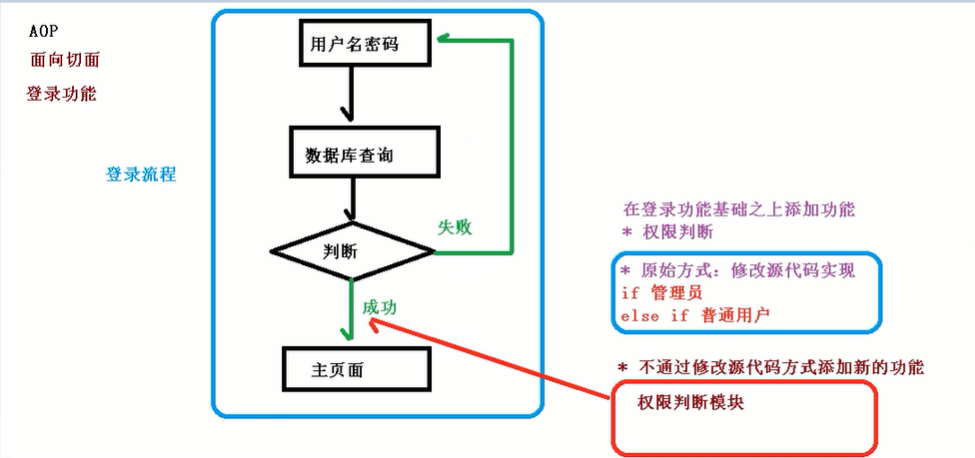 AOP
面向切面
登录功能
登录流程
用户名密码
数据库查询
判断
失败
成功
主页面
在登录功能基础之上添加功能
* 权限判断
* 原始方式：修改源代码实现
if 管理员
else if 普通用户
* 不通过修改源代码方式添加新的功能
权限判断模块